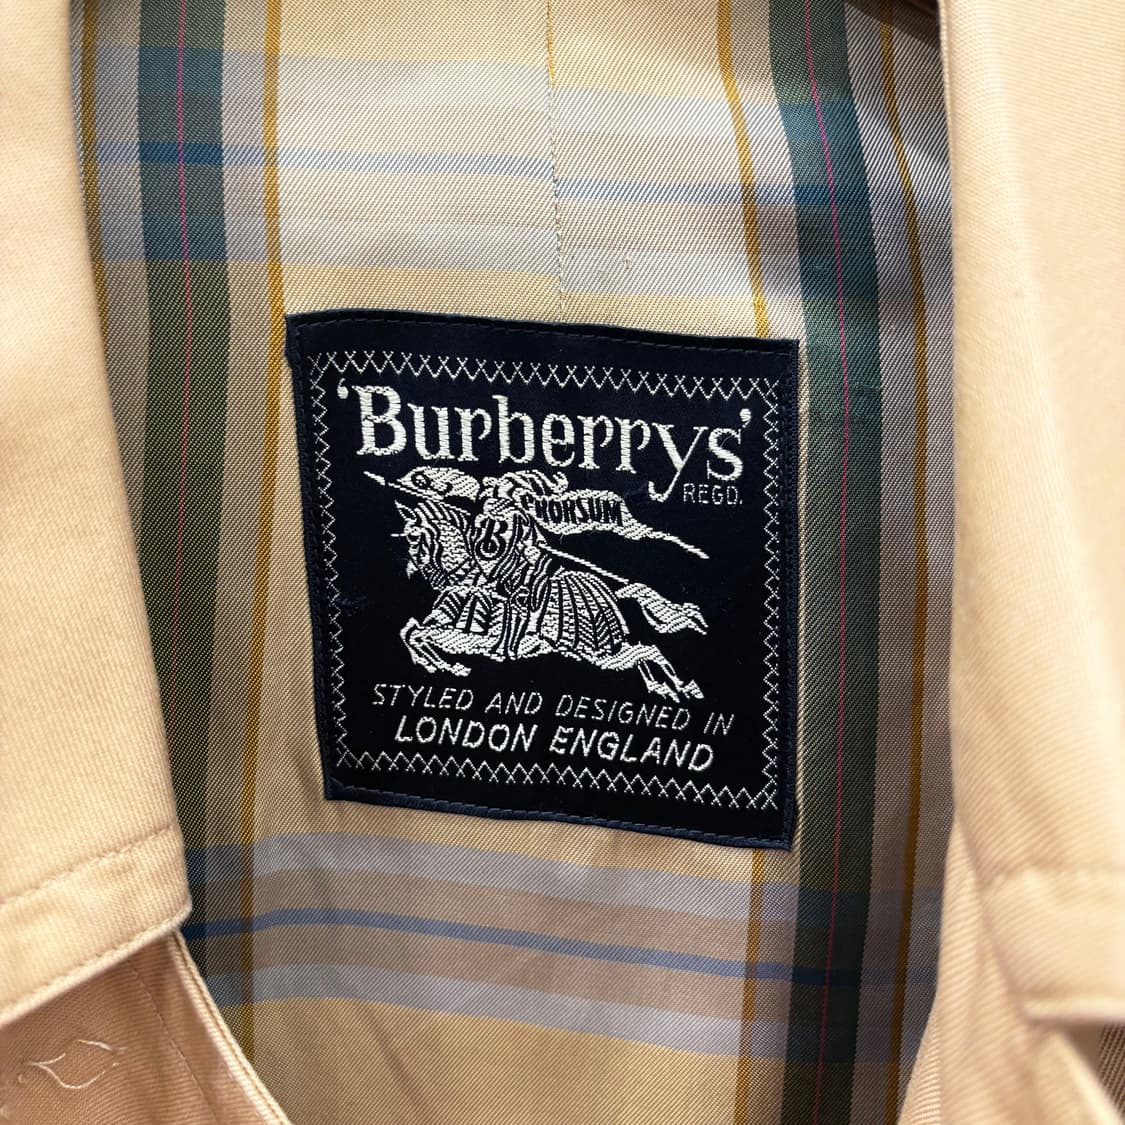 'Burberrys'
REGD.
PRORSUM
B
STYLED AND DESIGNED IN
LONDON ENGLAND